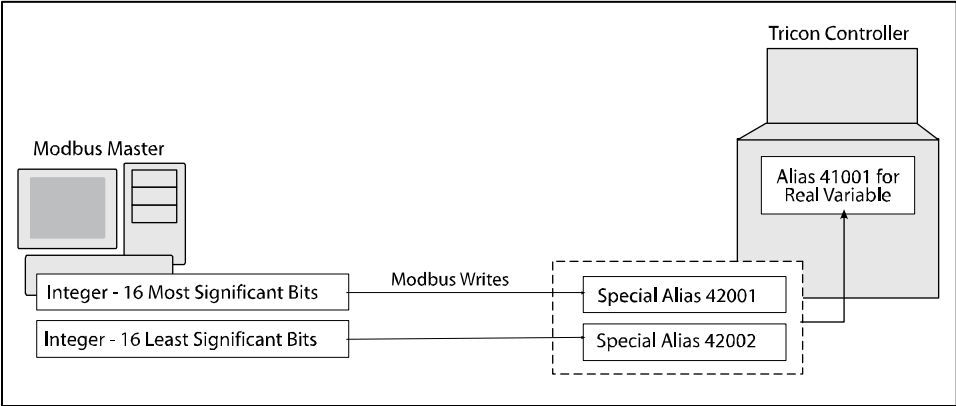 Tricon Controller
Modbus Master
Alias 41001 for
Real Variable
Modbus Writes
Integer - 16 Most Significant Bits
Special Alias 42001
Integer - 16 Least Significant Bits
Special Alias 42002